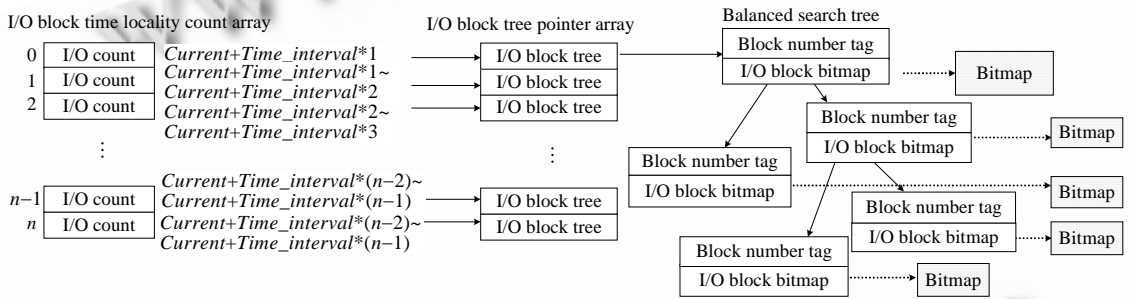 I/O block time locality count array
I/O block tree pointer array
Balanced search tree
0
I/O count
Current+Time_interval*1
I/O block tree
Block number tag
I/O block bitmap
Bitmap
1
I/O count
Current+Time_interval*1~
Current+Time_interval*2
I/O block tree
2
I/O count
Current+Time_interval*2~
Current+Time_interval*3
I/O block tree
Block number tag
I/O block bitmap
Bitmap
⋮
⋮
Block number tag
I/O block bitmap
Bitmap
n−1
I/O count
Current+Time_interval*(n−2)~
Current+Time_interval*(n−1)
I/O block tree
Block number tag
I/O block bitmap
Bitmap
n
I/O count
Current+Time_interval*(n−2)~
Current+Time_interval*(n−1)
I/O block tree
Block number tag
I/O block bitmap
Bitmap